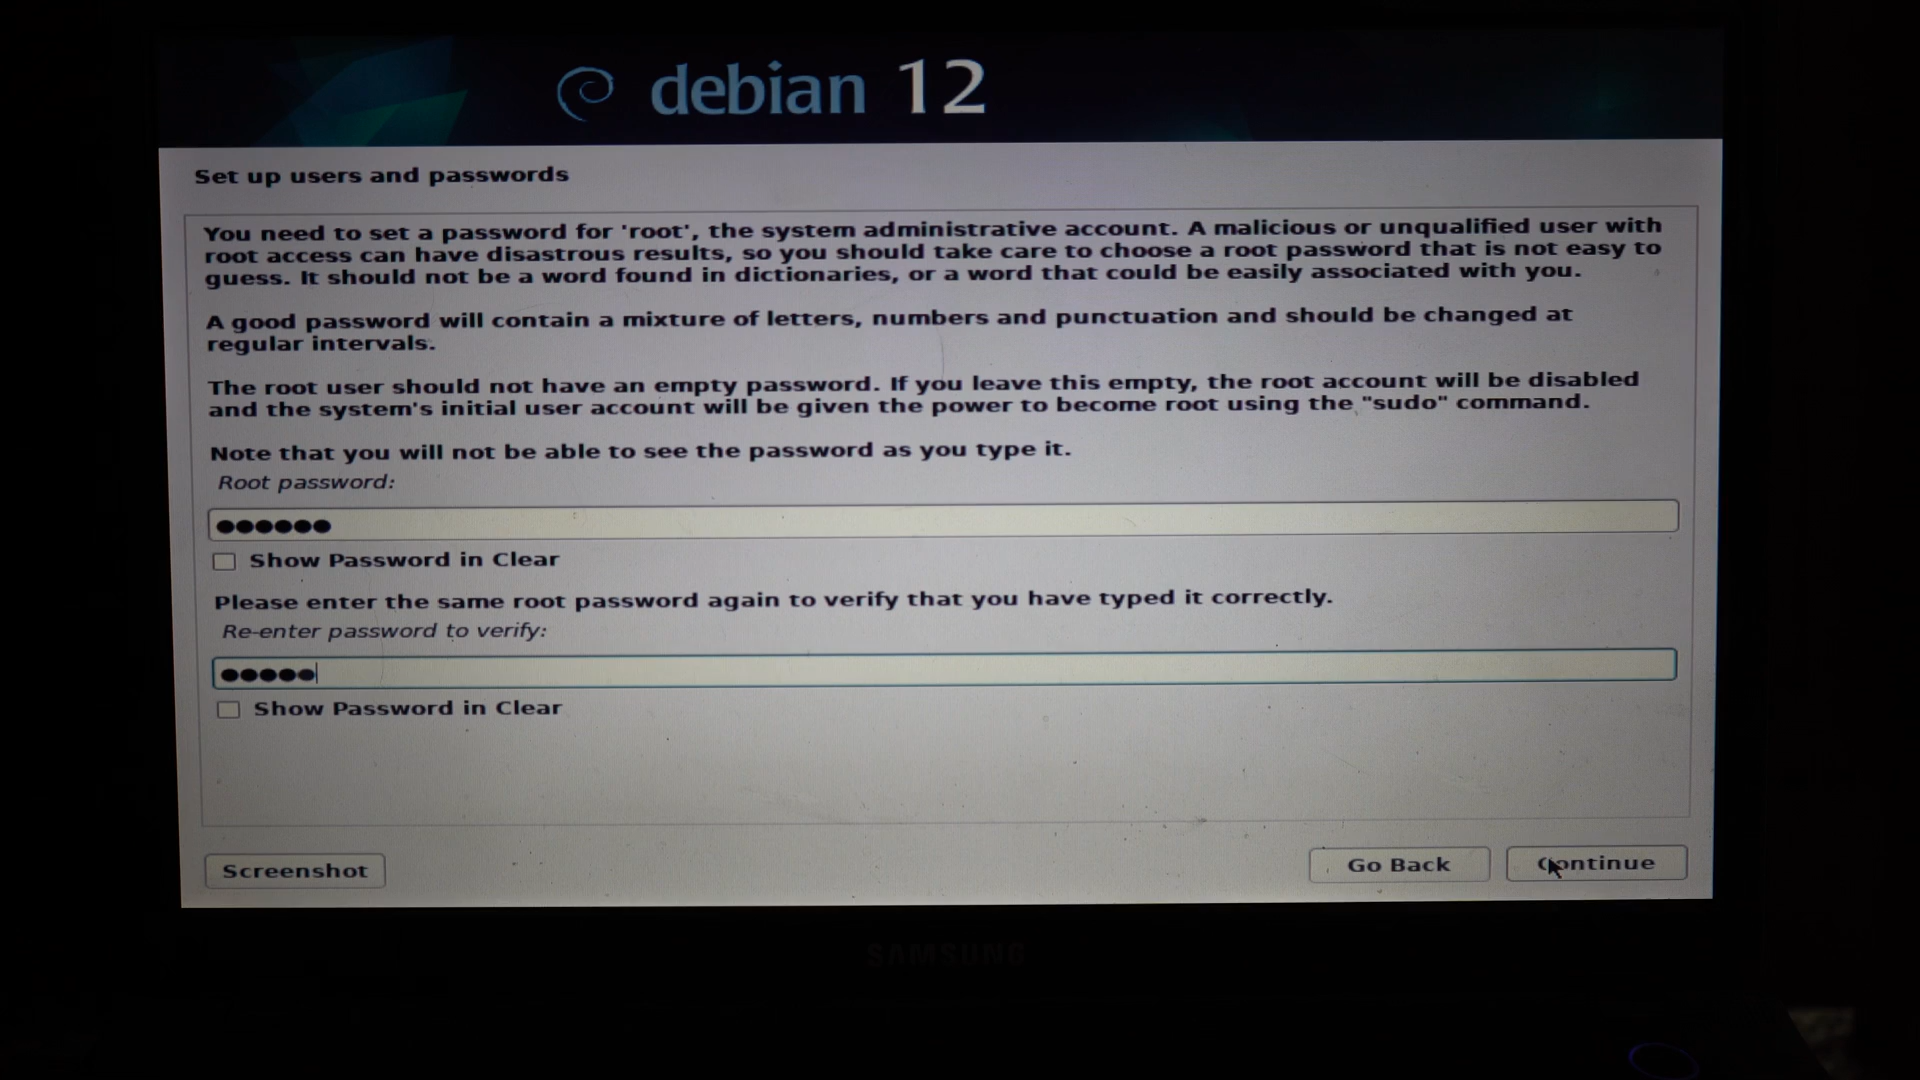 debian 12
Set up users and passwords
You need to set a password for 'root', the system administrative account. A malicious or unqualified user with
root access can have disastrous results, so you should take care to choose a root password that is not easy to
guess. It should not be a word found in dictionaries, or a word that could be easily associated with you.
A good password will contain a mixture of letters, numbers and punctuation and should be changed at
regular intervals.
The root user should not have an empty password. If you leave this empty, the root account will be disabled
and the system's initial user account will be given the power to become root using the "sudo" command.
Note that you will not be able to see the password as you type it.
Root password:
●●●●●●
Show Password in Clear
Please enter the same root password again to verify that you have typed it correctly.
Re-enter password to verify:
●●●●●
Show Password in Clear
Screenshot
Go Back
Continue
SAMSUNG